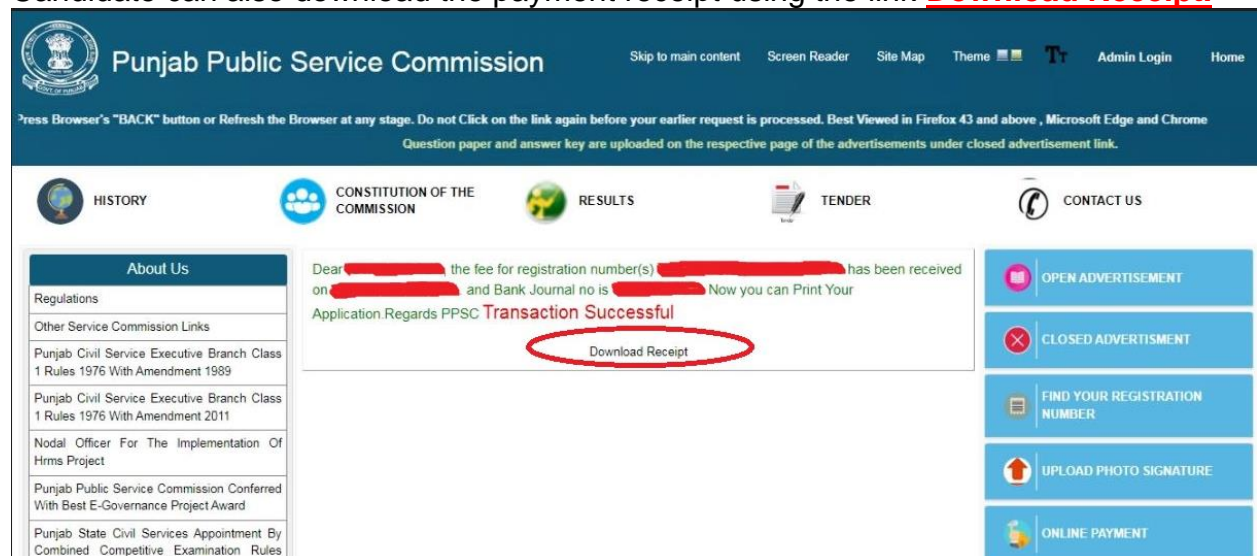 Candidate can also download the payment receipt using the link Download Receipt.
Punjab Public Service Commission
Skip to main content Screen Reader Site Map Theme TT Admin Login Home
Press Browser's "BACK" button or Refresh the Browser at any stage. Do not Click on the link again before your earlier request is processed. Best Viewed in Firefox 43 and above , Microsoft Edge and Chrome
Question paper and answer key are uploaded on the respective page of the advertisements under closed advertisement link.
HISTORY
CONSTITUTION OF THE
COMMISSION
RESULTS
TENDER
CONTACT US
About Us
Regulations
Other Service Commission Links
Punjab Civil Service Executive Branch Class
1 Rules 1976 With Amendment 1989
Punjab Civil Service Executive Branch Class
1 Rules 1976 With Amendment 2011
Nodal Officer For The Implementation Of
Hrms Project
Punjab Public Service Commission Conferred
With Best E-Governance Project Award
Punjab State Civil Services Appointment By
Combined Competitive Examination Rules
Dear , the fee for registration number(s) has been received
on and Bank Journal no is Now you can Print Your
Application.Regards PPSC Transaction Successful
Download Receipt
OPEN ADVERTISEMENT
CLOSED ADVERTISMENT
FIND YOUR REGISTRATION
NUMBER
UPLOAD PHOTO SIGNATURE
ONLINE PAYMENT